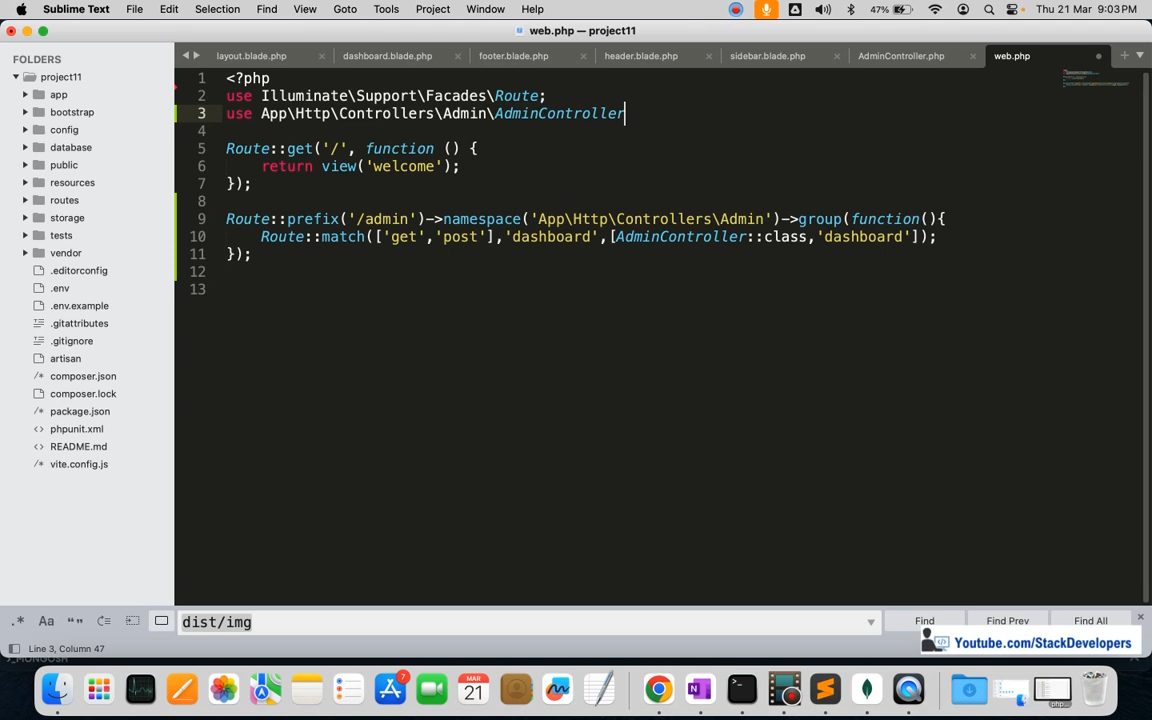 Sublime Text File Edit Selection Find View Goto Tools Project Window Help 47% Thu 21 Mar 9:03 PM
web.php — project11
FOLDERS
project11
app
bootstrap
config
database
public
resources
routes
storage
tests
vendor
.editorconfig
.env
.env.example
.gitattributes
.gitignore
artisan
composer.json
composer.lock
package.json
phpunit.xml
README.md
vite.config.js
layout.blade.php dashboard.blade.php footer.blade.php header.blade.php sidebar.blade.php AdminController.php web.php
1 <?php
2 use Illuminate\Support\Facades\Route;
3 use App\Http\Controllers\Admin\AdminController
4
5 Route::get('/', function () {
6 return view('welcome');
7 });
8
9 Route::prefix('/admin')->namespace('App\Http\Controllers\Admin')->group(function(){
10 Route::match(['get','post'],'dashboard',[AdminController::class,'dashboard']);
11 });
12
13
.* Aa “” dist/img Find Find Prev Find All
Youtube.com/StackDevelopers
Line 3, Column 47
MAR
21
7
php